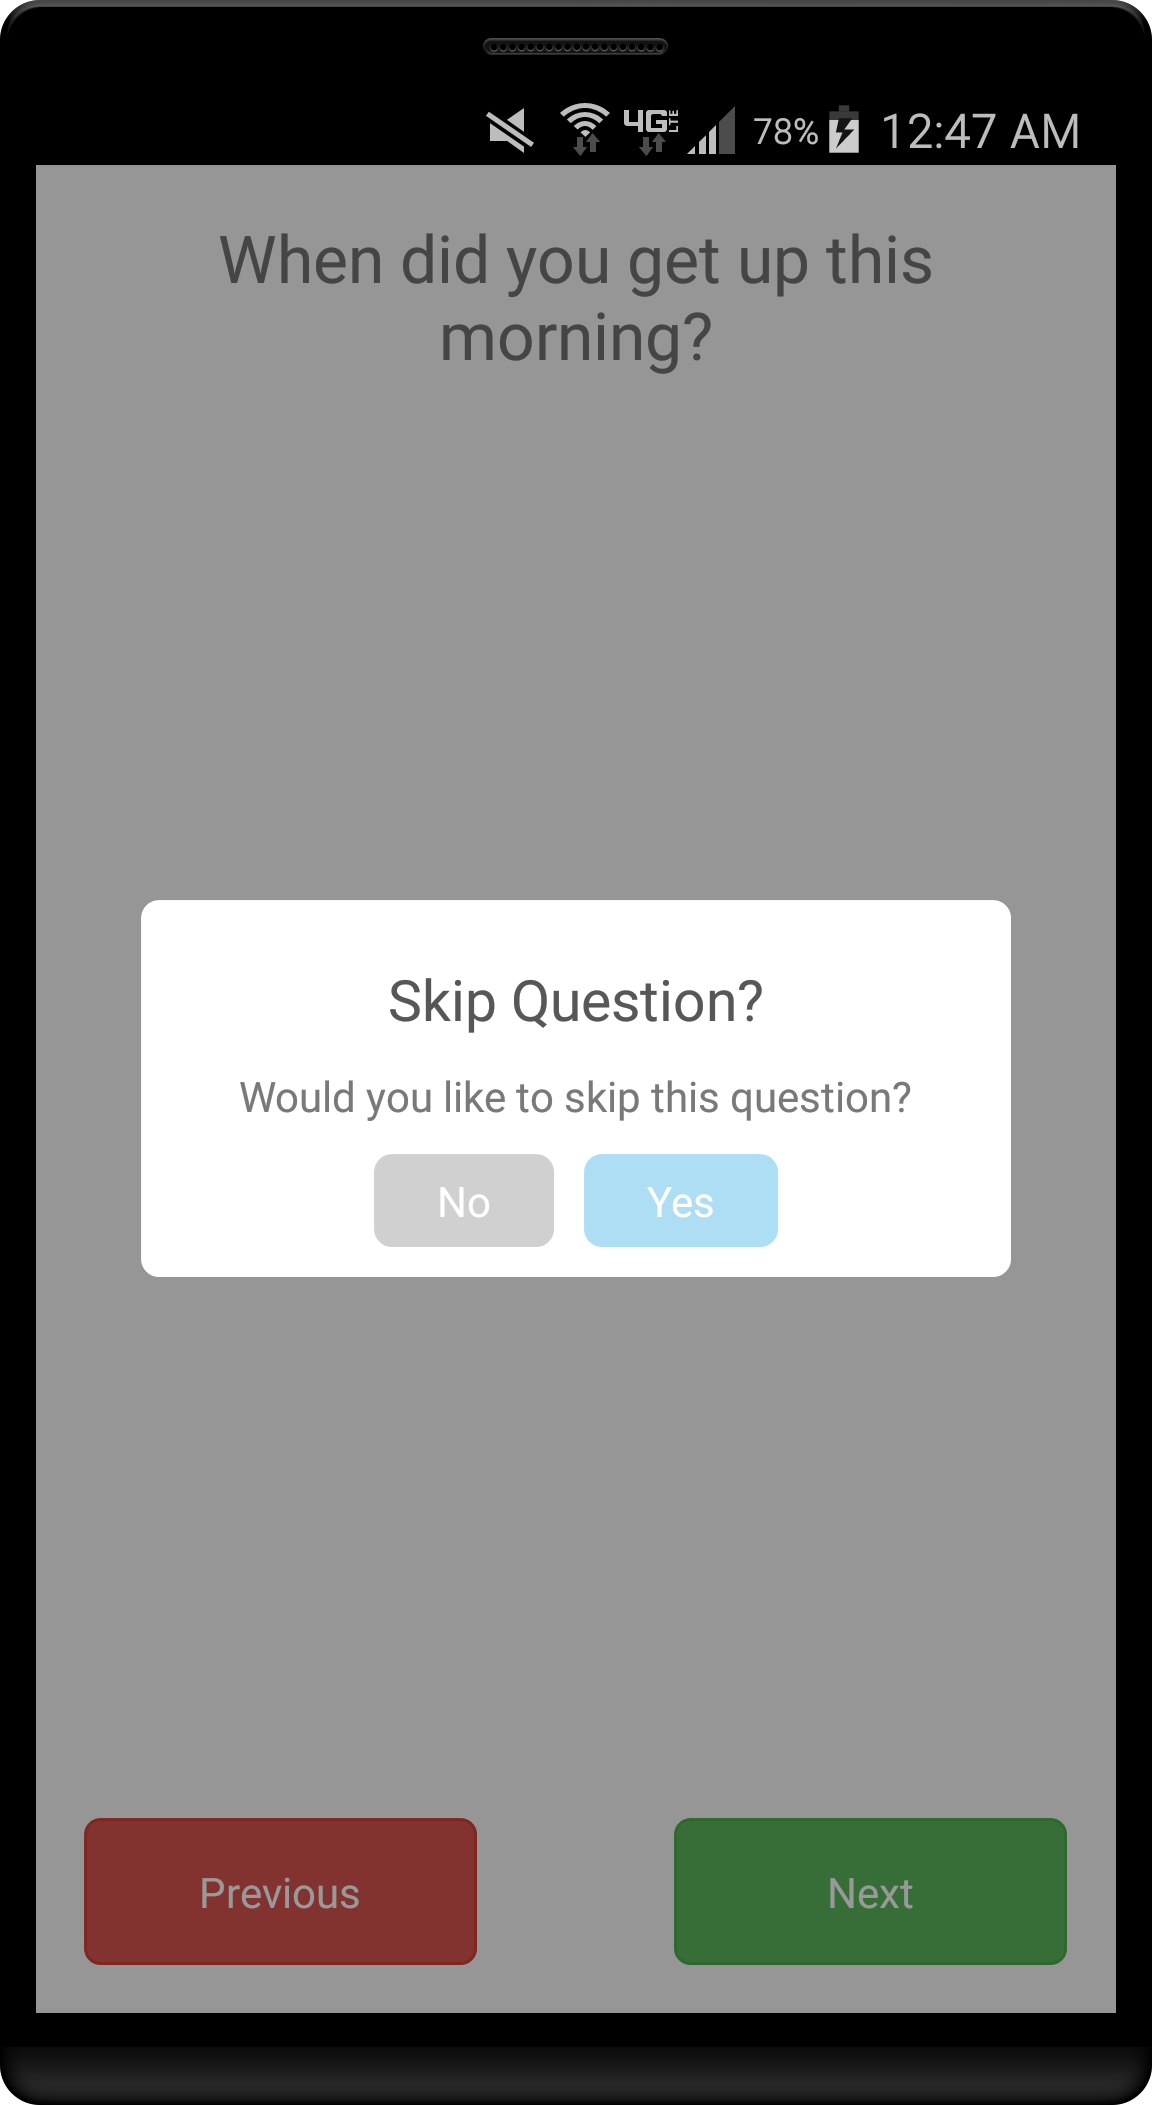 4G LTE 78% 12:47 AM
When did you get up this
morning?
Skip Question?
Would you like to skip this question?
No Yes
Previous Next